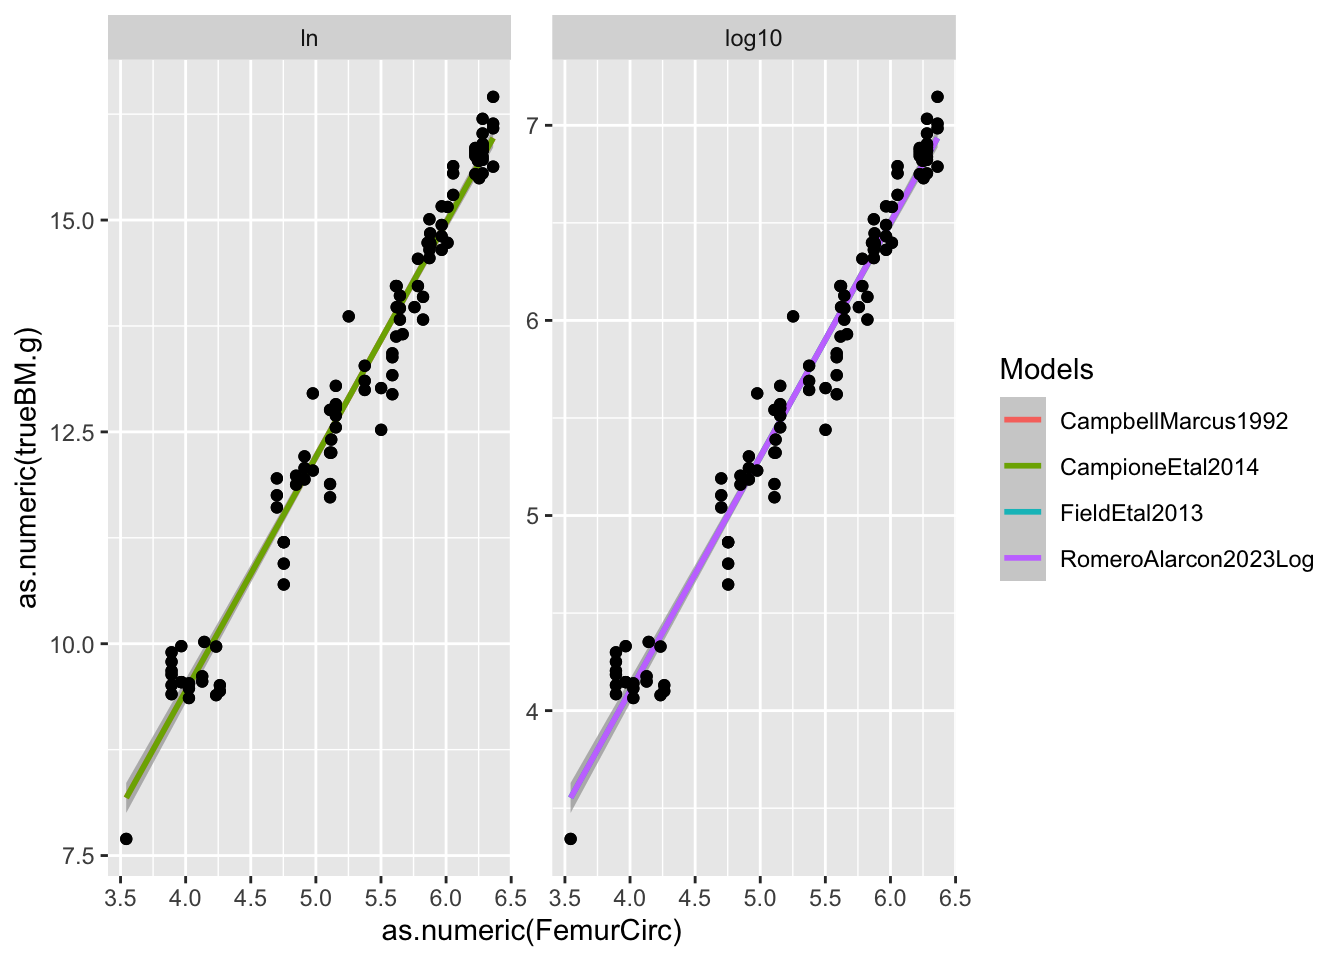 ln
log10
as.numeric(trueBM.g)
15.0
12.5
10.0
7.5
7
6
5
4
3.5 4.0 4.5 5.0 5.5 6.0 6.5
3.5 4.0 4.5 5.0 5.5 6.0 6.5
as.numeric(FemurCirc)
Models
CampbellMarcus1992
CampioneEtal2014
FieldEtal2013
RomeroAlarcon2023Log